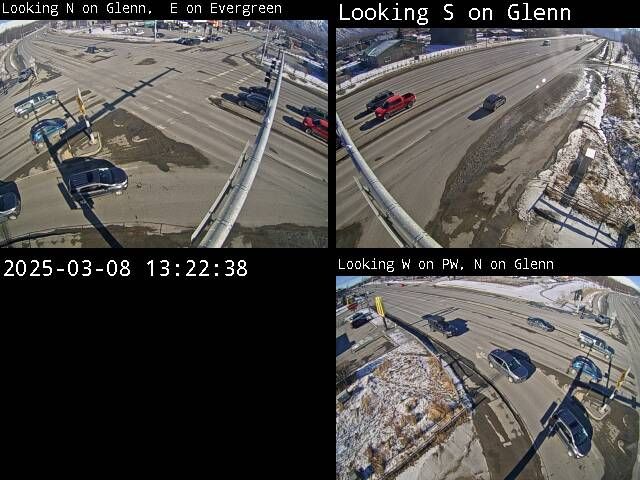 Looking N on Glenn,  E on Evergreen
Looking S on Glenn
2025-03-08 13:22:38
Looking W on PW, N on Glenn